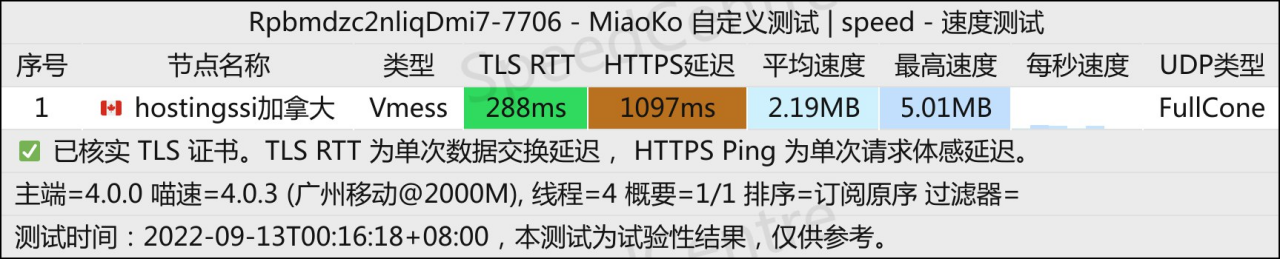 Rpbmdzc2nliqDmi7-7706 - MiaoKo 自定义测试 | speed - 速度测试
序号 节点名称 类型 TLS RTT HTTPS延迟 平均速度 最高速度 每秒速度 UDP类型
1 🇨🇦 hostingssi加拿大 Vmess 288ms 1097ms 2.19MB 5.01MB FullCone
✅ 已核实 TLS 证书。TLS RTT 为单次数据交换延迟， HTTPS Ping 为单次请求体感延迟。
主端=4.0.0 喵速=4.0.3 (广州移动@2000M), 线程=4 概要=1/1 排序=订阅原序 过滤器=
测试时间：2022-09-13T00:16:18+08:00，本测试为试验性结果，仅供参考。